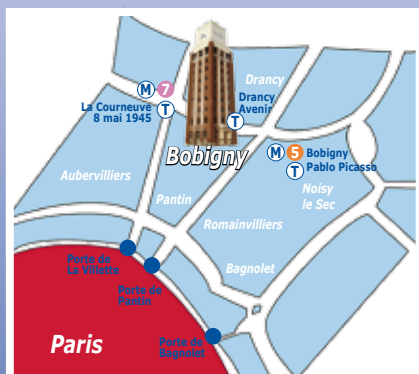 Drancy
M 7
La Courneuve
8 mai 1945
T
Drancy
Avenir
T
Bobigny
M 5 Bobigny
T Pablo Picasso
Aubervilliers
Pantin
Noisy
le Sec
Romainvilliers
Bagnolet
Porte de
La Villette
Porte de
Pantin
Porte de
Bagnolet
Paris